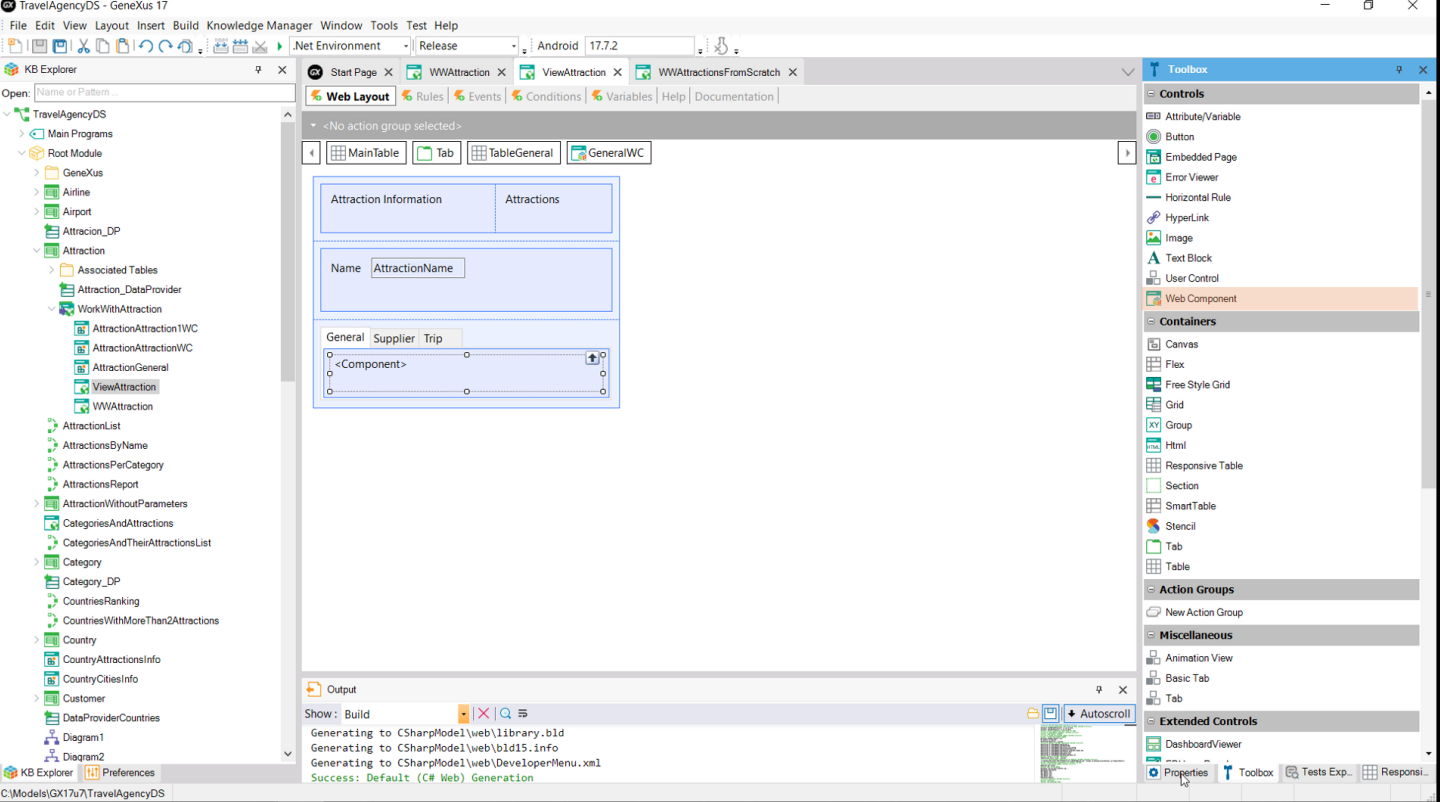 TravelAgencyDS - GeneXus 17
File Edit View Layout Insert Build Knowledge Manager Window Tools Test Help
.Net Environment Release Android 17.7.2
KB Explorer
Open: Name or Pattern ...
TravelAgencyDS
Main Programs
Root Module
GeneXus
Airline
Airport
Attracion_DP
Attraction
Associated Tables
Attraction_DataProvider
WorkWithAttraction
AttractionAttraction1WC
AttractionAttractionWC
AttractionGeneral
ViewAttraction
WWAttraction
AttractionList
AttractionsByName
AttractionsPerCategory
AttractionsReport
AttractionWithoutParameters
CategoriesAndAttractions
CategoriesAndTheirAttractionsList
Category
Category_DP
CountriesRanking
CountriesWithMoreThan2Attractions
Country
CountryAttractionsInfo
CountryCitiesInfo
Customer
DataProviderCountries
Diagram1
Diagram2
KB Explorer Preferences
C:\Models\GX17u7\TravelAgencyDS
Start Page WWAttraction ViewAttraction WWAttractionsFromScratch
Web Layout Rules Events Conditions Variables Help Documentation
<No action group selected>
MainTable Tab TableGeneral GeneralWC
Attraction Information Attractions
Name AttractionName
General Supplier Trip
<Component>
Output
Show: Build Autoscroll
Generating to CSharpModel\web\library.bld
Generating to CSharpModel\web\bld15.info
Generating to CSharpModel\web\DeveloperMenu.xml
Success: Default (C# Web) Generation
Toolbox
Controls
Attribute/Variable
Button
Embedded Page
Error Viewer
Horizontal Rule
HyperLink
Image
Text Block
User Control
Web Component
Containers
Canvas
Flex
Free Style Grid
Grid
Group
Html
Responsive Table
Section
SmartTable
Stencil
Tab
Table
Action Groups
New Action Group
Miscellaneous
Animation View
Basic Tab
Tab
Extended Controls
DashboardViewer
Properties Toolbox Tests Exp... Responsi...